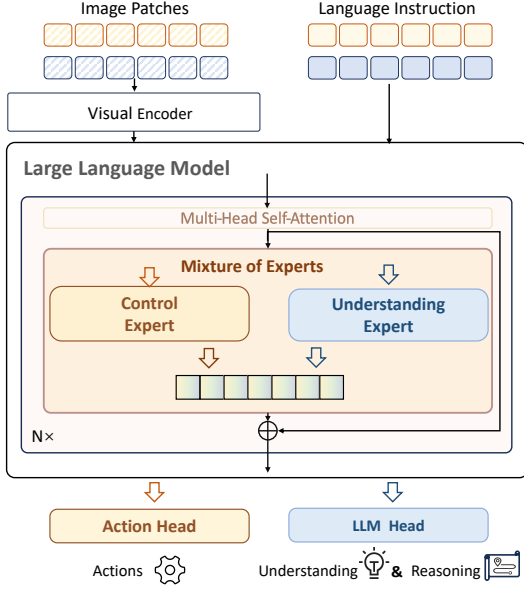 Image Patches
Language Instruction
Visual Encoder
Large Language Model
Multi-Head Self-Attention
Mixture of Experts
Control
Expert
Understanding
Expert
N×
Action Head
LLM Head
Actions
Understanding & Reasoning